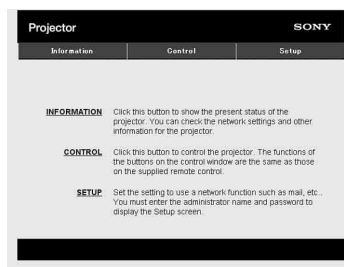 Projector SONY
Information Control Setup
INFORMATION Click this button to show the present status of the
projector. You can check the network settings and other
information for the projector.
CONTROL Click this button to control the projector. The functions of
the buttons on the control window are the same as those
on the supplied remote control.
SETUP Set the setting to use a network function such as mail, etc..
You must enter the administrator name and password to
display the Setup screen.